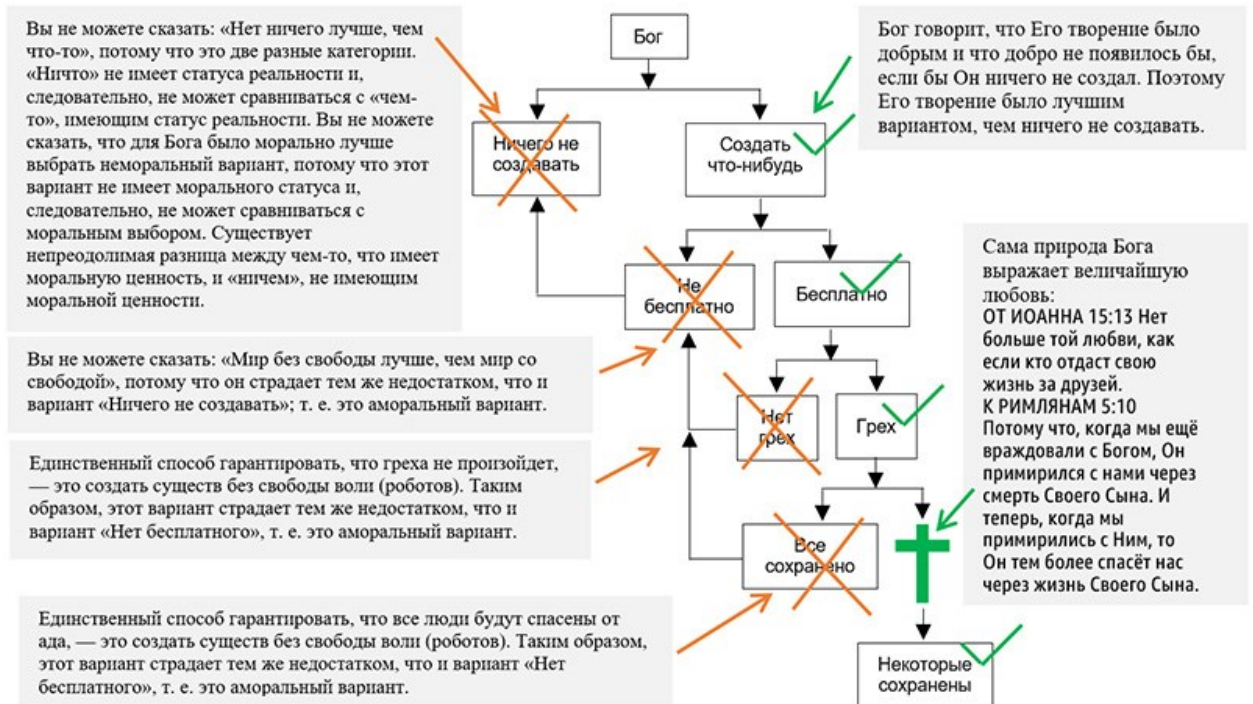 Вы не можете сказать: «Нет ничего лучше, чем
что-то», потому что это две разные категории.
«Ничто» не имеет статуса реальности и,
следовательно, не может сравниваться с «чем-
то», имеющим статус реальности. Вы не можете
сказать, что для Бога было морально лучше
выбрать неморальный вариант, потому что этот
вариант не имеет морального статуса и,
следовательно, не может сравниваться с
моральным выбором. Существует
непреодолимая разница между чем-то, что имеет
моральную ценность, и «ничем», не имеющим
моральной ценности.
Бог
Бог говорит, что Его творение было
добрым и что добро не появилось бы,
если бы Он ничего не создал. Поэтому
Его творение было лучшим
вариантом, чем ничего не создавать.
Ничего не
создавать
Создать
что-нибудь
Не
бесплатно
Бесплатно
Сама природа Бога
выражает величайшую
любовь:
ОТ ИОАННА 15:13 Нет
больше той любви, как
если кто отдаст свою
жизнь за друзей.
К РИМЛЯНАМ 5:10
Потому что, когда мы ещё
враждовали с Богом, Он
примирился с нами через
смерть Своего Сына. И
теперь, когда мы
примирились с Ним, то
Он тем более спасёт нас
через жизнь Своего Сына.
Вы не можете сказать: «Мир без свободы лучше, чем мир со
свободой», потому что он страдает тем же недостатком, что и
вариант «Ничего не создавать»; т. е. это аморальный вариант.
Нет
грех
Грех
Единственный способ гарантировать, что греха не произойдет,
— это создать существ без свободы воли (роботов). Таким
образом, этот вариант страдает тем же недостатком, что и
вариант «Нет бесплатного», т. е. это аморальный вариант.
Все
сохранено
Единственный способ гарантировать, что все люди будут спасены от
ада, — это создать существ без свободы воли (роботов). Таким образом,
этот вариант страдает тем же недостатком, что и вариант «Нет
бесплатного», т. е. это аморальный вариант.
Некоторые
сохранены